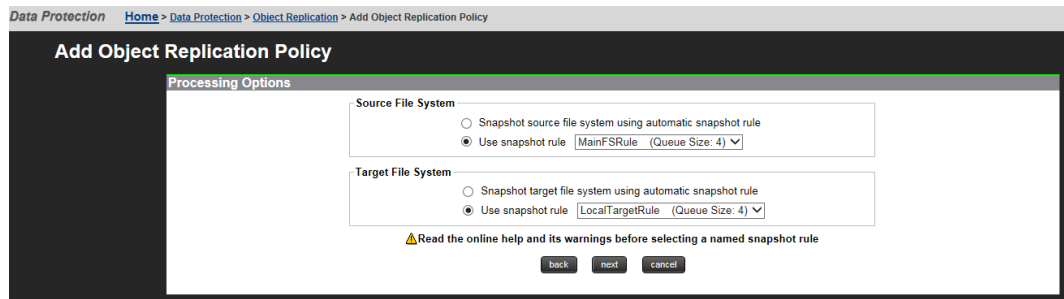 Data Protection Home > Data Protection > Object Replication > Add Object Replication Policy
Add Object Replication Policy
Processing Options
Source File System
Snapshot source file system using automatic snapshot rule
Use snapshot rule MainFSRule (Queue Size: 4)
Target File System
Snapshot target file system using automatic snapshot rule
Use snapshot rule LocalTargetRule (Queue Size: 4)
Read the online help and its warnings before selecting a named snapshot rule
back next cancel